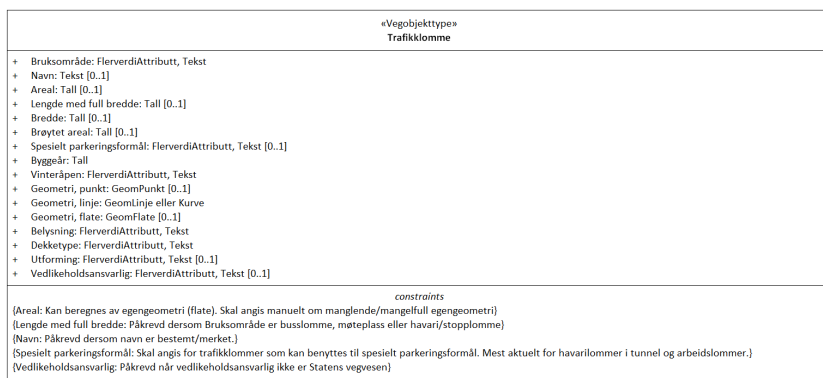 «Vegobjekttype»
Trafikklomme
+ Bruksområde: FlerverdiAttributt, Tekst
+ Navn: Tekst [0..1]
+ Areal: Tall [0..1]
+ Lengde med full bredde: Tall [0..1]
+ Bredde: Tall [0..1]
+ Brøytet areal: Tall [0..1]
+ Spesielt parkeringsformål: FlerverdiAttributt, Tekst [0..1]
+ Byggeår: Tall
+ Vinteråpen: FlerverdiAttributt, Tekst
+ Geometri, punkt: GeomPunkt [0..1]
+ Geometri, linje: GeomLinje eller Kurve
+ Geometri, flate: GeomFlate [0..1]
+ Belysning: FlerverdiAttributt, Tekst
+ Dekketype: FlerverdiAttributt, Tekst
+ Utforming: FlerverdiAttributt, Tekst [0..1]
+ Vedlikeholdsansvarlig: FlerverdiAttributt, Tekst [0..1]
constraints
{Areal: Kan beregnes av egengeometri (flate). Skal angis manuelt om manglende/mangelfull egengeometri}
{Lengde med full bredde: Påkrevd dersom Bruksområde er busslomme, møteplass eller havari/stopplomme}
{Navn: Påkrevd dersom navn er bestemt/merket.}
{Spesielt parkeringsformål: Skal angis for trafikklommer som kan benyttes til spesielt parkeringsformål. Mest aktuelt for havarilommer i tunnel og arbeidslommer.}
{Vedlikeholdsansvarlig: Påkrevd når vedlikeholdsansvarlig ikke er Statens vegvesen}